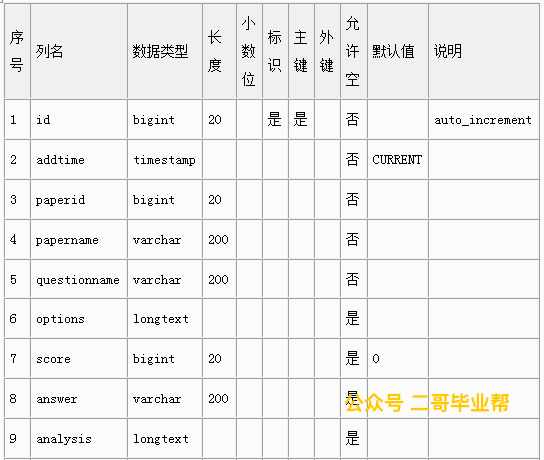 序号 列名 数据类型 长度 小数位 标识 主键 外键 允许空 默认值 说明
1 id bigint 20 是 是 否 auto_increment
2 addtime timestamp 否 CURRENT
3 paperid bigint 20 否
4 papername varchar 200 否
5 questionname varchar 200 否
6 options longtext 是
7 score bigint 20 是 0
8 answer varchar 200 是
公众号 二哥毕业帮
9 analysis longtext 是